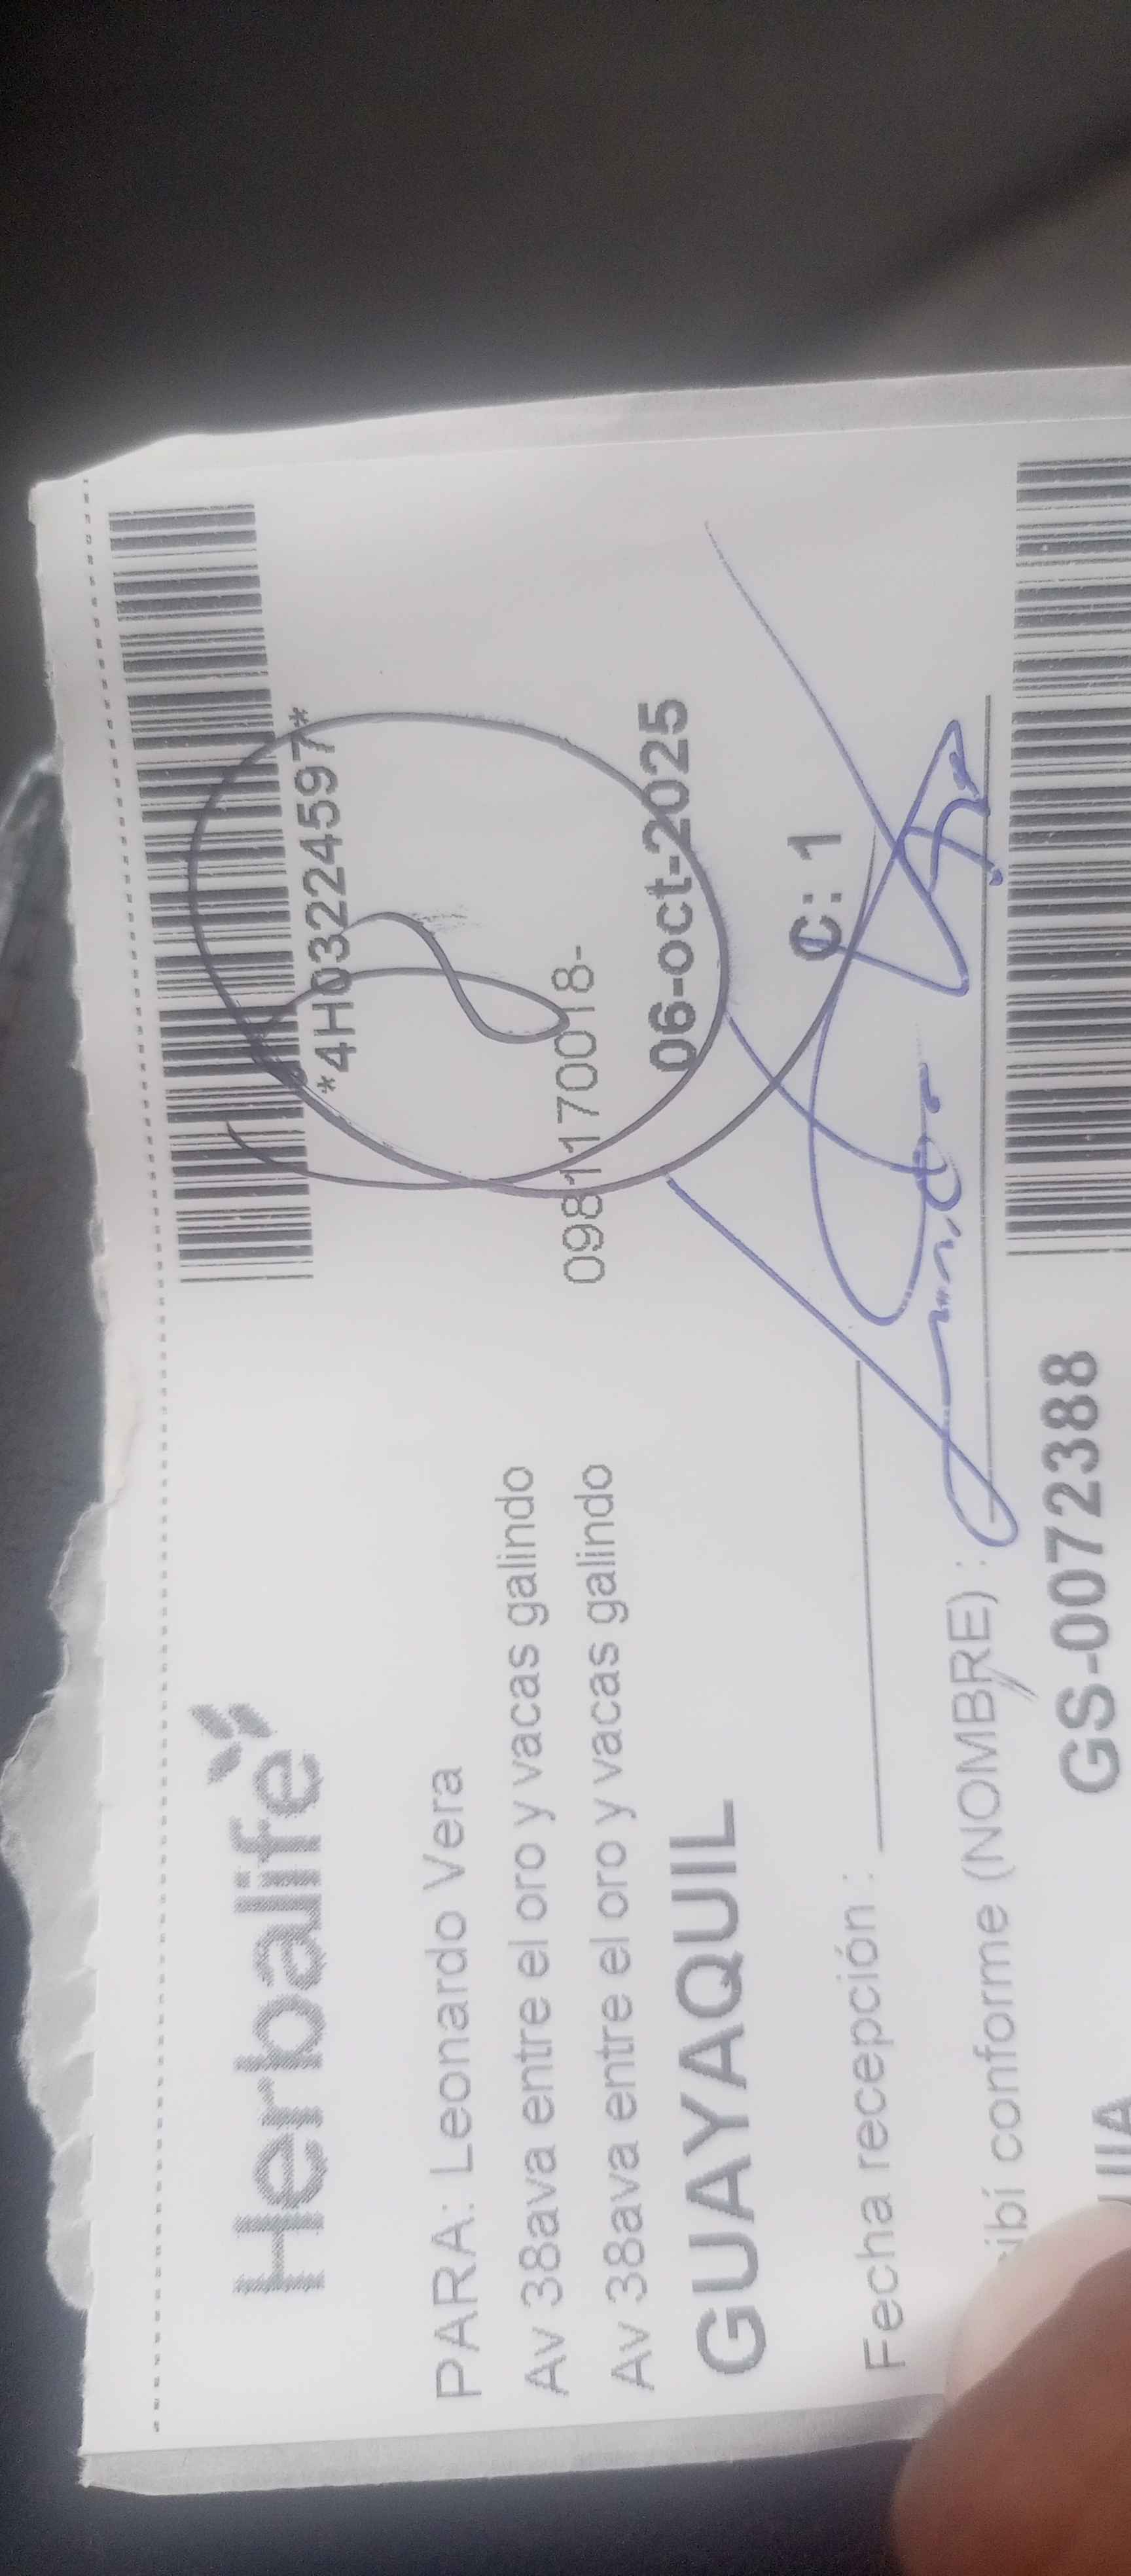 Herbalife
*4H03224597*
PARA: Leonardo Vera
Av 38ava entre el oro y vacas galindo
0981170018-
Av 38ava entre el oro y vacas galindo
GUAYAQUIL
06-oct-2025
C: 1
Fecha recepción :
conforme (NOMBRE) :
GS-0072388